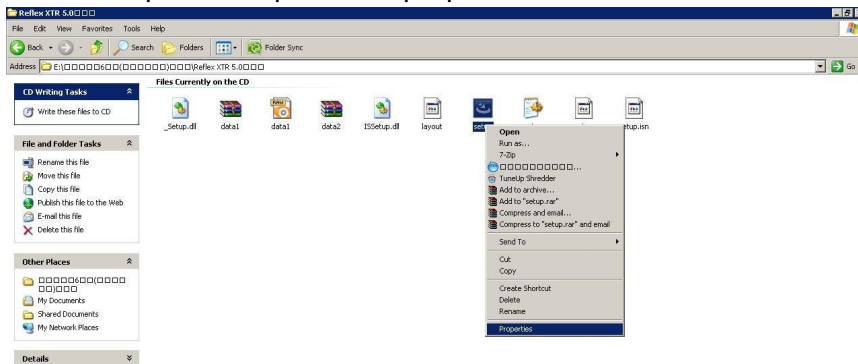 Reflex XTR 5.0□□□
File Edit View Favorites Tools Help
Back Search Folders Folder Sync
Address E:\□□□□□6□□(□□□□□□)□□□\Reflex XTR 5.0□□□ Go
CD Writing Tasks
Write these files to CD
File and Folder Tasks
Rename this file
Move this file
Copy this file
Publish this file to the Web
E-mail this file
Delete this file
Other Places
□□□□□6□□(□□□□
□□)□□□
My Documents
Shared Documents
My Network Places
Details
Files Currently on the CD
_Setup.dll data1 data1 data2 ISSetup.dll layout
Open
Run as...
7-Zip
□□□□□□□□□□...
TuneUp Shredder
Add to archive...
Add to "setup.rar"
Compress and email...
Compress to "setup.rar" and email
Send To
Cut
Copy
Create Shortcut
Delete
Rename
Properties